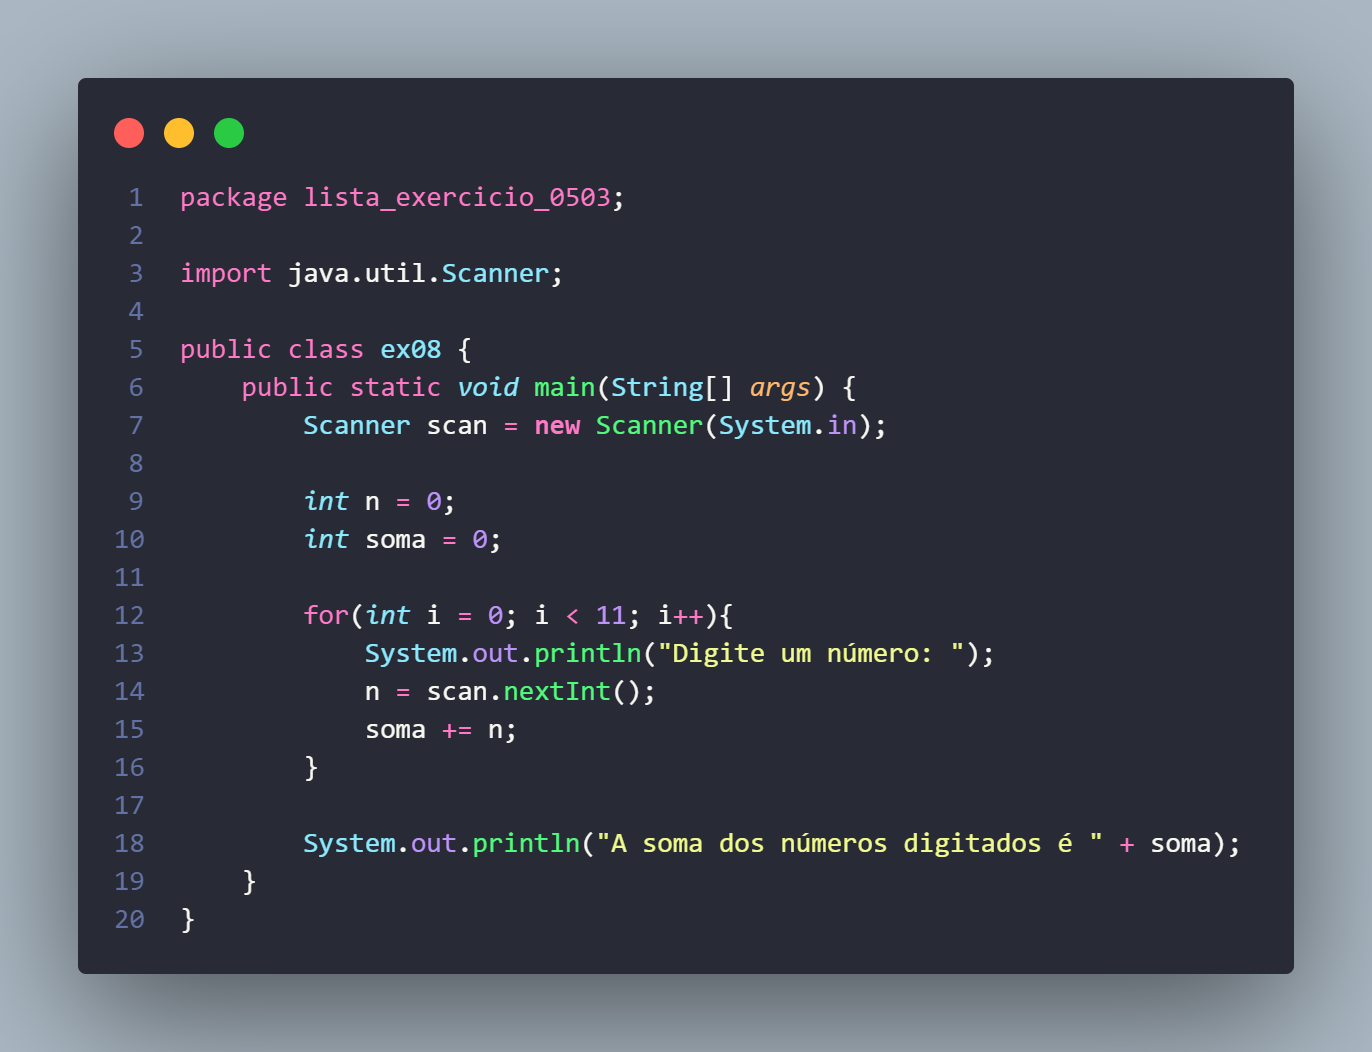 1 package lista_exercicio_0503;
2
3 import java.util.Scanner;
4
5 public class ex08 {
6     public static void main(String[] args) {
7         Scanner scan = new Scanner(System.in);
8
9         int n = 0;
10         int soma = 0;
11
12         for(int i = 0; i < 11; i++){
13             System.out.println("Digite um número: ");
14             n = scan.nextInt();
15             soma += n;
16         }
17
18         System.out.println("A soma dos números digitados é " + soma);
19     }
20 }